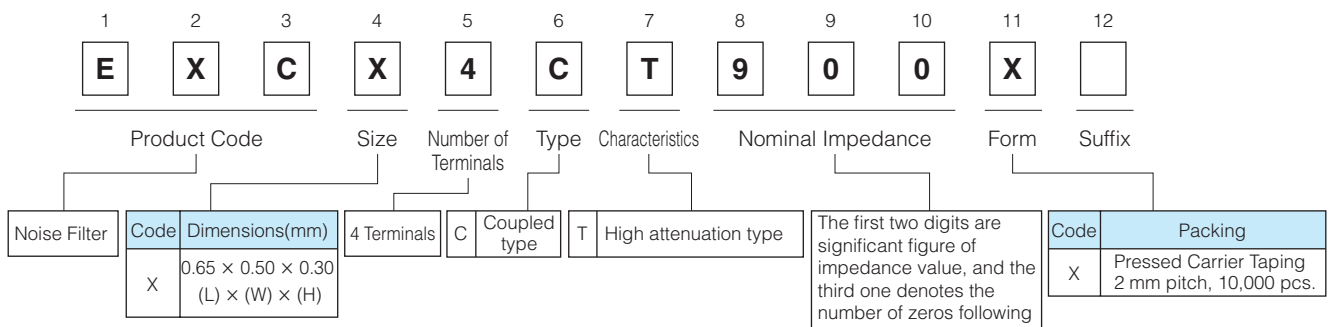 1 2 3 4 5 6 7 8 9 10 11 12
E X C X 4 C T 9 0 0 X
Product Code Size Number of Type Characteristics Nominal Impedance Form Suffix
Terminals
Noise Filter
Code Dimensions(mm)
X 0.65 × 0.50 × 0.30
(L) × (W) × (H)
4 Terminals
C Coupled
type
T High attenuation type
The first two digits are
significant figure of
impedance value, and the
third one denotes the
number of zeros following
Code Packing
X Pressed Carrier Taping
2 mm pitch, 10,000 pcs.